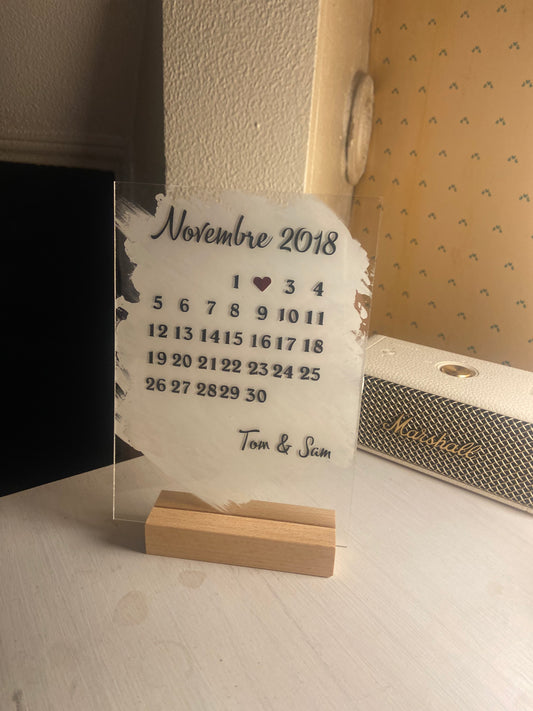 Novembre 2018
1 ♥ 3 4
5 6 7 8 9 10 11
12 13 14 15 16 17 18
19 20 21 22 23 24 25
26 27 28 29 30
Tom & Sam
Marshall